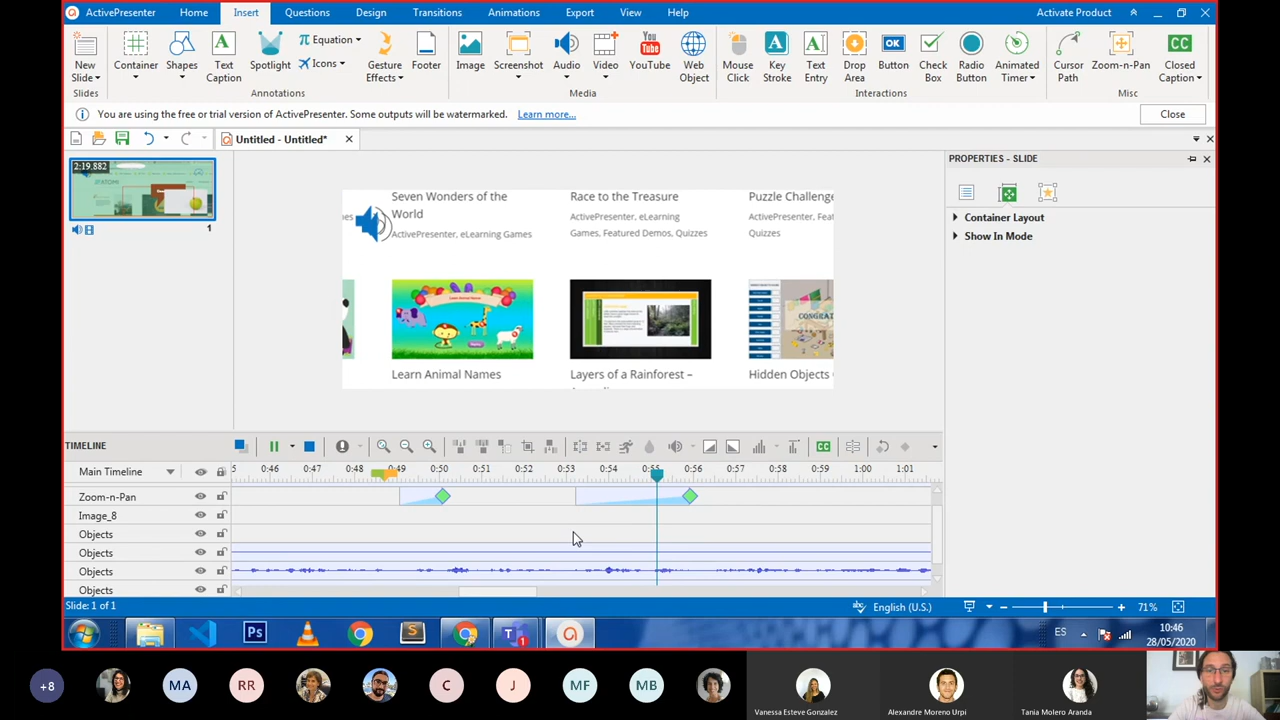 ActivePresenter Home Insert Questions Design Transitions Animations Export View Help Activate Product
New Slide Container Shapes Text Caption Spotlight Equation Icons Gesture Effects Footer Image Screenshot Audio Video YouTube Web Object Mouse Click Key Stroke Text Entry Drop Area Button Check Box Radio Button Animated Timer Cursor Path Zoom-n-Pan Closed Caption
Slides Annotations Media Interactions Misc
You are using the free or trial version of ActivePresenter. Some outputs will be watermarked. Learn more... Close
Untitled - Untitled*
PROPERTIES - SLIDE
2:19.882
1
Container Layout
Show In Mode
Seven Wonders of the World
ActivePresenter, eLearning Games
Race to the Treasure
ActivePresenter, eLearning
Games, Featured Demos, Quizzes
Puzzle Challenge
ActivePresenter, Feat
Quizzes
Learn Animal Names
Layers of a Rainforest –
Hidden Objects
TIMELINE
Main Timeline 5 0:46 0:47 0:48 0:49 0:50 0:51 0:52 0:53 0:54 0:55 0:56 0:57 0:58 0:59 1:00 1:01
Zoom-n-Pan
Image_8
Objects
Objects
Objects
Objects
Slide: 1 of 1 English (U.S.) 71%
Ps ES 10:46
28/05/2020
+8 MA RR C J MF MB
Vanessa Esteve Gonzalez Alexandre Moreno Urpi Tania Molero Aranda